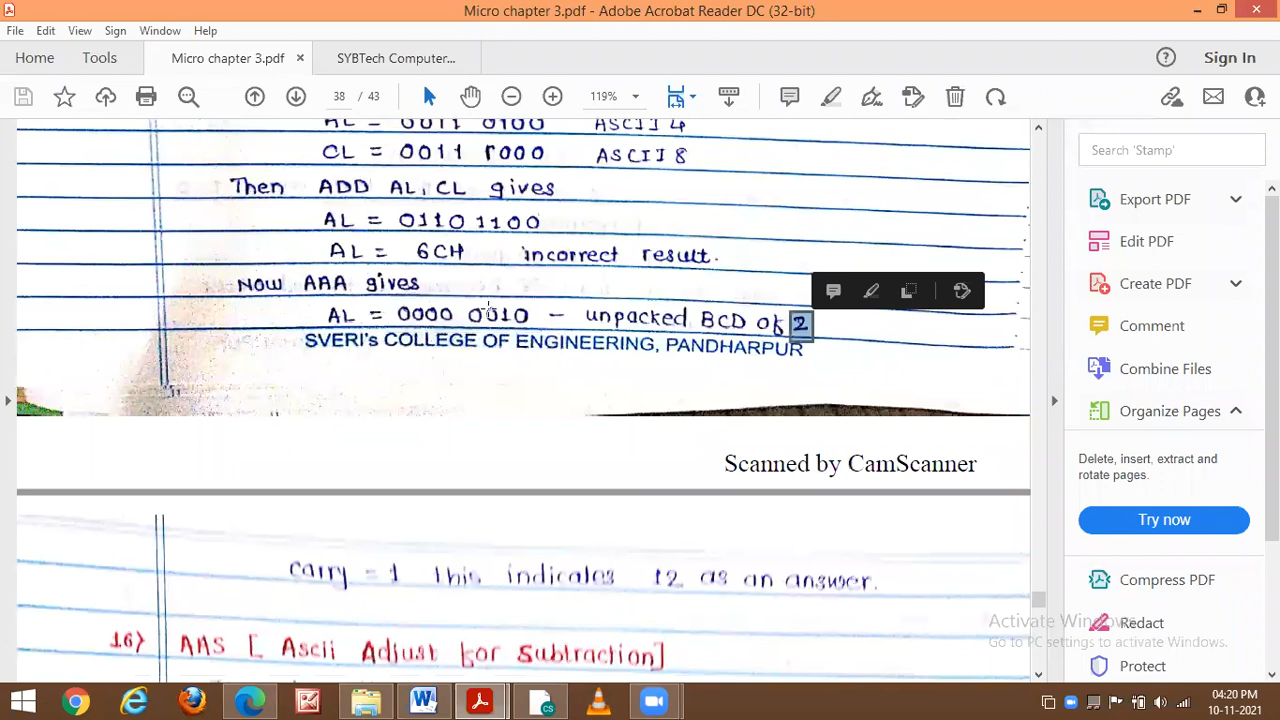 Micro chapter 3.pdf - Adobe Acrobat Reader DC (32-bit)
File Edit View Sign Window Help
Home Tools Micro chapter 3.pdf × SYBTech Computer... Sign In
38 / 43 119%
AL = 0011 0100 ASCII 4
CL = 0011 1000 ASCII 8
Then ADD AL, CL gives
AL = 0110 1100
AL = 6CH incorrect result.
Now AAA gives
AL = 0000 0010 - unpacked BCD of 2
SVERI's COLLEGE OF ENGINEERING, PANDHARPUR
Scanned by CamScanner
carry = 1 This indicates 12 as an answer.
16) AAS [ Ascii Adjust for subtraction]
Search 'Stamp'
Export PDF
Edit PDF
Create PDF
Comment
Combine Files
Organize Pages
Delete, insert, extract and
rotate pages.
Try now
Compress PDF
Redact
Protect
Activate Windows
Go to PC settings to activate Windows.
04:20 PM
10-11-2021